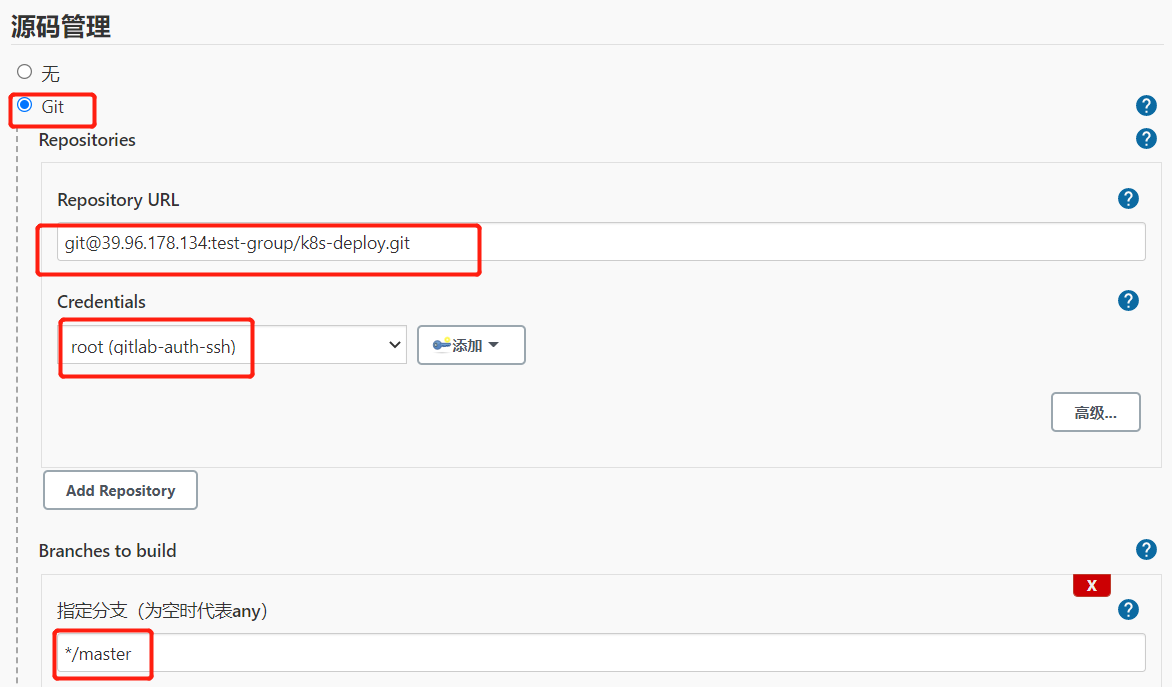 源码管理
无
Git
?
Repositories
?
Repository URL
?
git@39.96.178.134:test-group/k8s-deploy.git
Credentials
?
root (gitlab-auth-ssh)
添加
高级...
Add Repository
Branches to build
?
X
指定分支（为空时代表any）
?
*/master